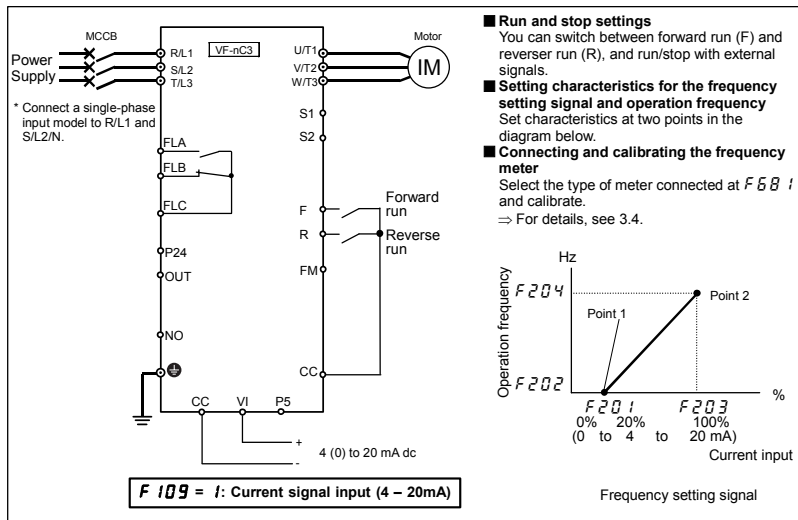 MCCB
Power
Supply
R/L1
S/L2
T/L3
VF-nC3
U/T1
V/T2
W/T3
Motor
IM
* Connect a single-phase
input model to R/L1 and
S/L2/N.
S1
S2
FLA
FLB
FLC
F
R
Forward
run
Reverse
run
P24
OUT
FM
NO
CC
CC
VI
P5
+
-
4 (0) to 20 mA dc
F109 = 1: Current signal input (4 – 20mA)
■ Run and stop settings
You can switch between forward run (F) and
reverser run (R), and run/stop with external
signals.
■ Setting characteristics for the frequency
setting signal and operation frequency
Set characteristics at two points in the
diagram below.
■ Connecting and calibrating the frequency
meter
Select the type of meter connected at F681
and calibrate.
⇒ For details, see 3.4.
Hz
Operation frequency
F204
Point 1
Point 2
F202
%
F201 F203
0% 20% 100%
(0 to 4 to 20 mA)
Current input
Frequency setting signal